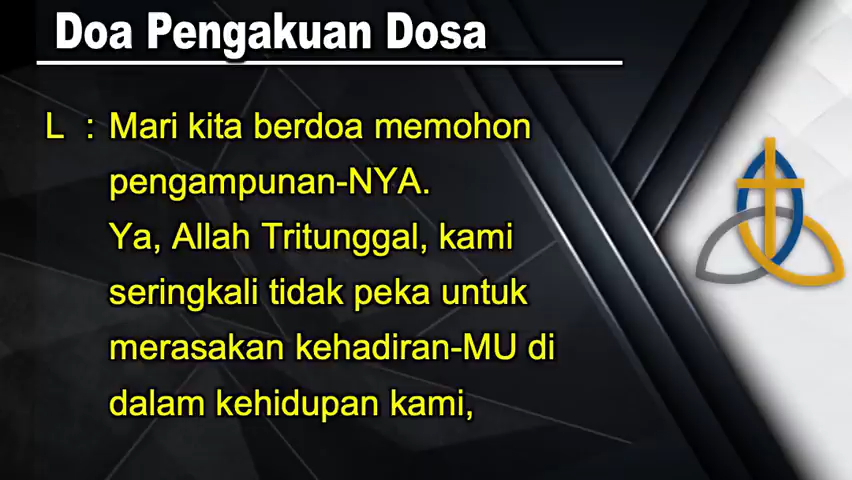 Doa Pengakuan Dosa
L : Mari kita berdoa memohon
pengampunan-NYA.
Ya, Allah Tritunggal, kami
seringkali tidak peka untuk
merasakan kehadiran-MU di
dalam kehidupan kami,